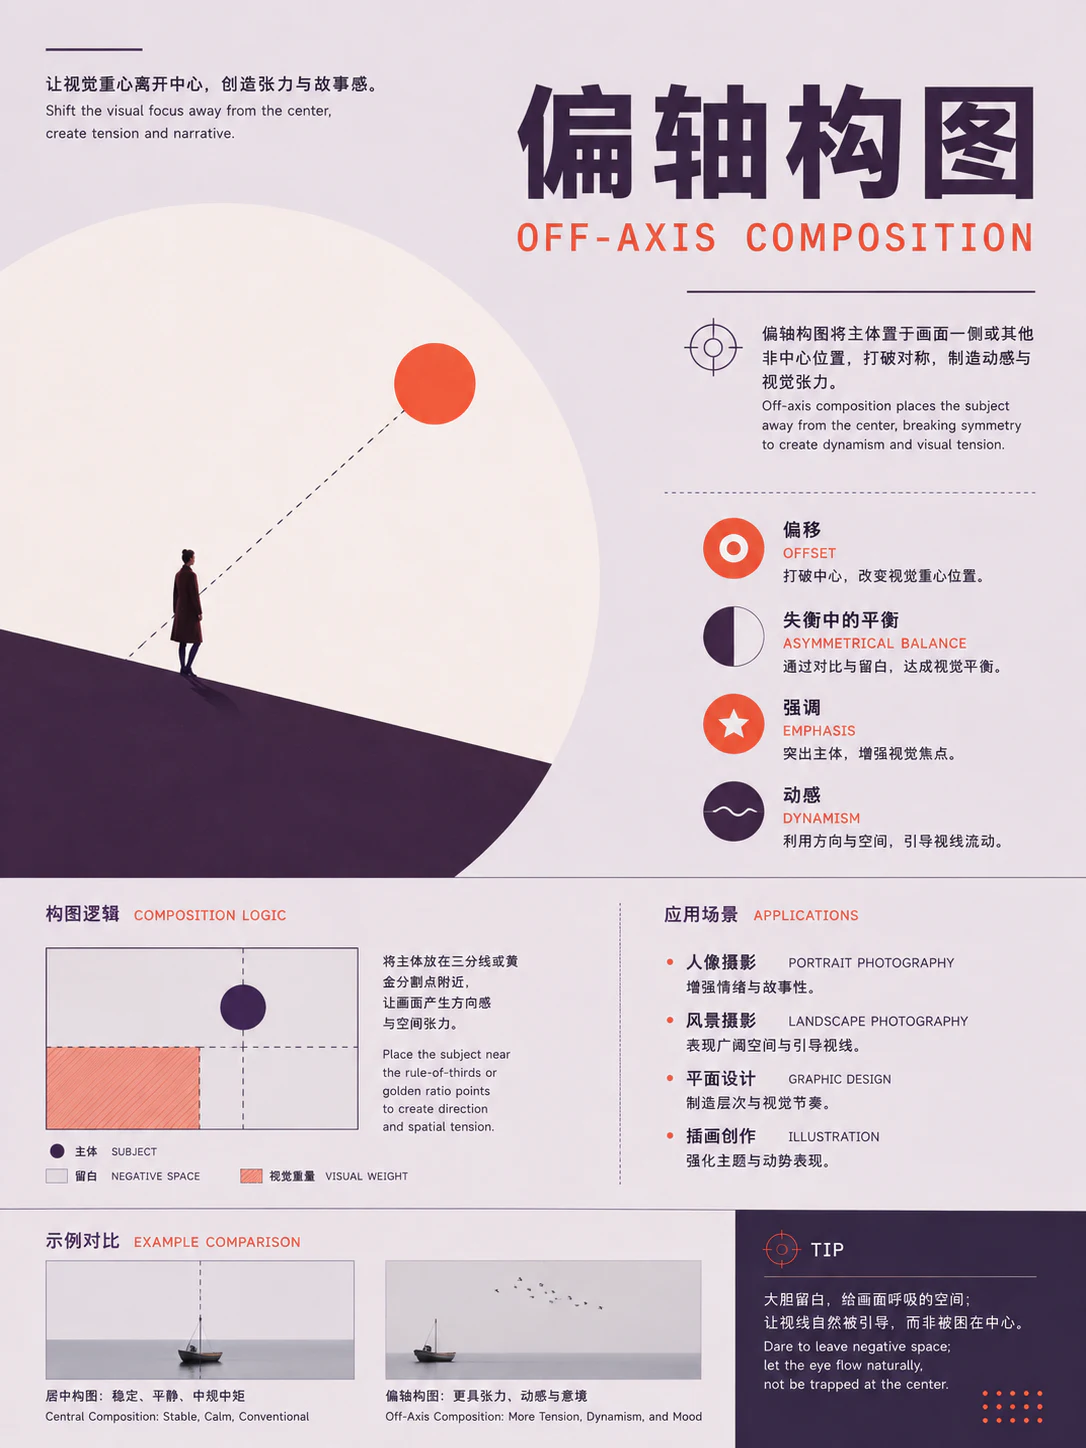 让视觉重心离开中心，创造张力与故事感。
Shift the visual focus away from the center,
create tension and narrative.
偏轴构图
OFF-AXIS COMPOSITION
偏轴构图将主体置于画面一侧或其他
非中心位置，打破对称，制造动感与
视觉张力。
Off-axis composition places the subject
away from the center, breaking symmetry
to create dynamism and visual tension.
偏移
OFFSET
打破中心，改变视觉重心位置。
失衡中的平衡
ASYMMETRICAL BALANCE
通过对比与留白，达成视觉平衡。
强调
EMPHASIS
突出主体，增强视觉焦点。
动感
DYNAMISM
利用方向与空间，引导视线流动。
构图逻辑 COMPOSITION LOGIC
将主体放在三分线或黄
金分割点附近，
让画面产生方向感
与空间张力。
Place the subject near
the rule-of-thirds or
golden ratio points
to create direction
and spatial tension.
主体 SUBJECT
留白 NEGATIVE SPACE 视觉重量 VISUAL WEIGHT
应用场景 APPLICATIONS
人像摄影 PORTRAIT PHOTOGRAPHY
增强情绪与故事性。
风景摄影 LANDSCAPE PHOTOGRAPHY
表现广阔空间与引导视线。
平面设计 GRAPHIC DESIGN
制造层次与视觉节奏。
插画创作 ILLUSTRATION
强化主题与动势表现。
示例对比 EXAMPLE COMPARISON
居中构图：稳定、平静、中规中矩
Central Composition: Stable, Calm, Conventional
偏轴构图：更具张力、动感与意境
Off-Axis Composition: More Tension, Dynamism, and Mood
TIP
大胆留白，给画面呼吸的空间；
让视线自然被引导，而非被困在中心。
Dare to leave negative space;
let the eye flow naturally,
not be trapped at the center.